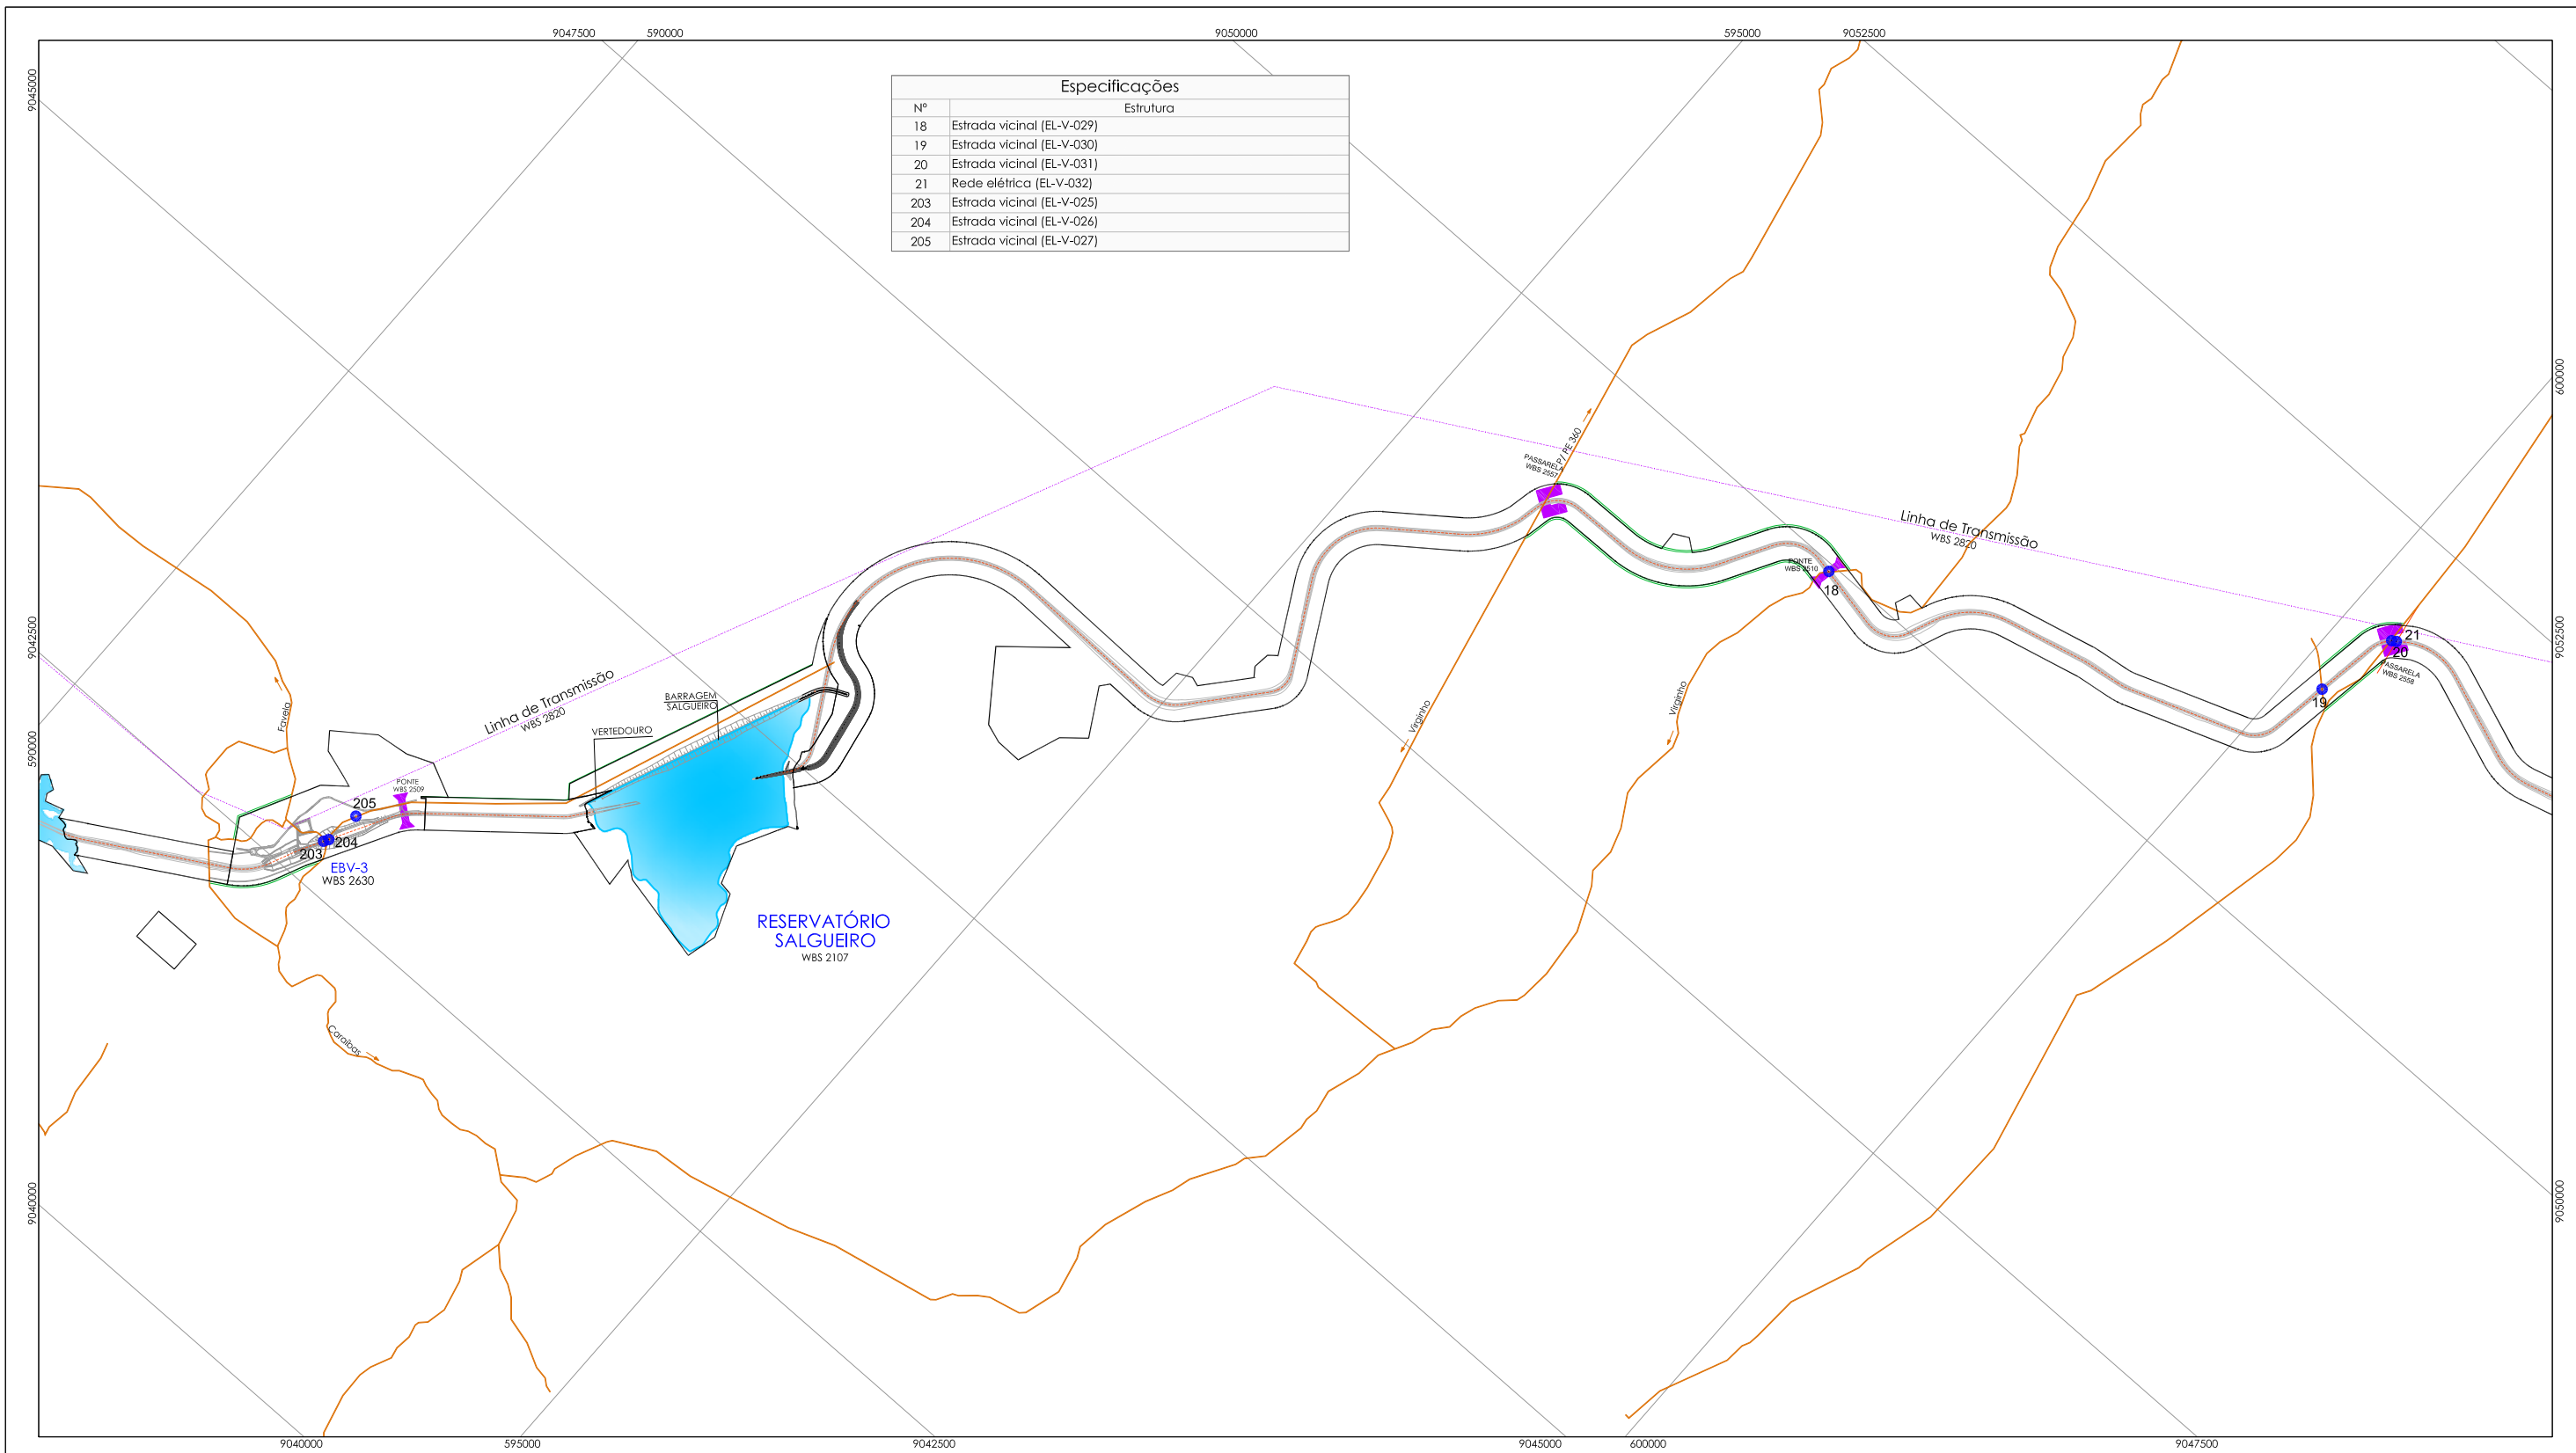 9047500
590000
9050000
595000
9052500
9045000
Especificações
Nº Estrutura
18 Estrada vicinal (EL-V-029)
19 Estrada vicinal (EL-V-030)
20 Estrada vicinal (EL-V-031)
21 Rede elétrica (EL-V-032)
203 Estrada vicinal (EL-V-025)
204 Estrada vicinal (EL-V-026)
205 Estrada vicinal (EL-V-027)
600000
P/ PE 360
PASSARELA
WBS 2557
Linha de Transmissão
WBS 2820
PONTE
WBS 2510
18
9042500
9052500
21
20
PASSARELA
WBS 2558
19
Linha de Transmissão
WBS 2820
BARRAGEM
SALGUEIRO
VERTEDOURO
Favela
Virginho
Virginho
590000
PONTE
WBS 2509
205
204
203
EBV-3
WBS 2630
RESERVATÓRIO
SALGUEIRO
WBS 2107
Caraíbas
9040000
9050000
9040000
595000
9042500
9045000
600000
9047500